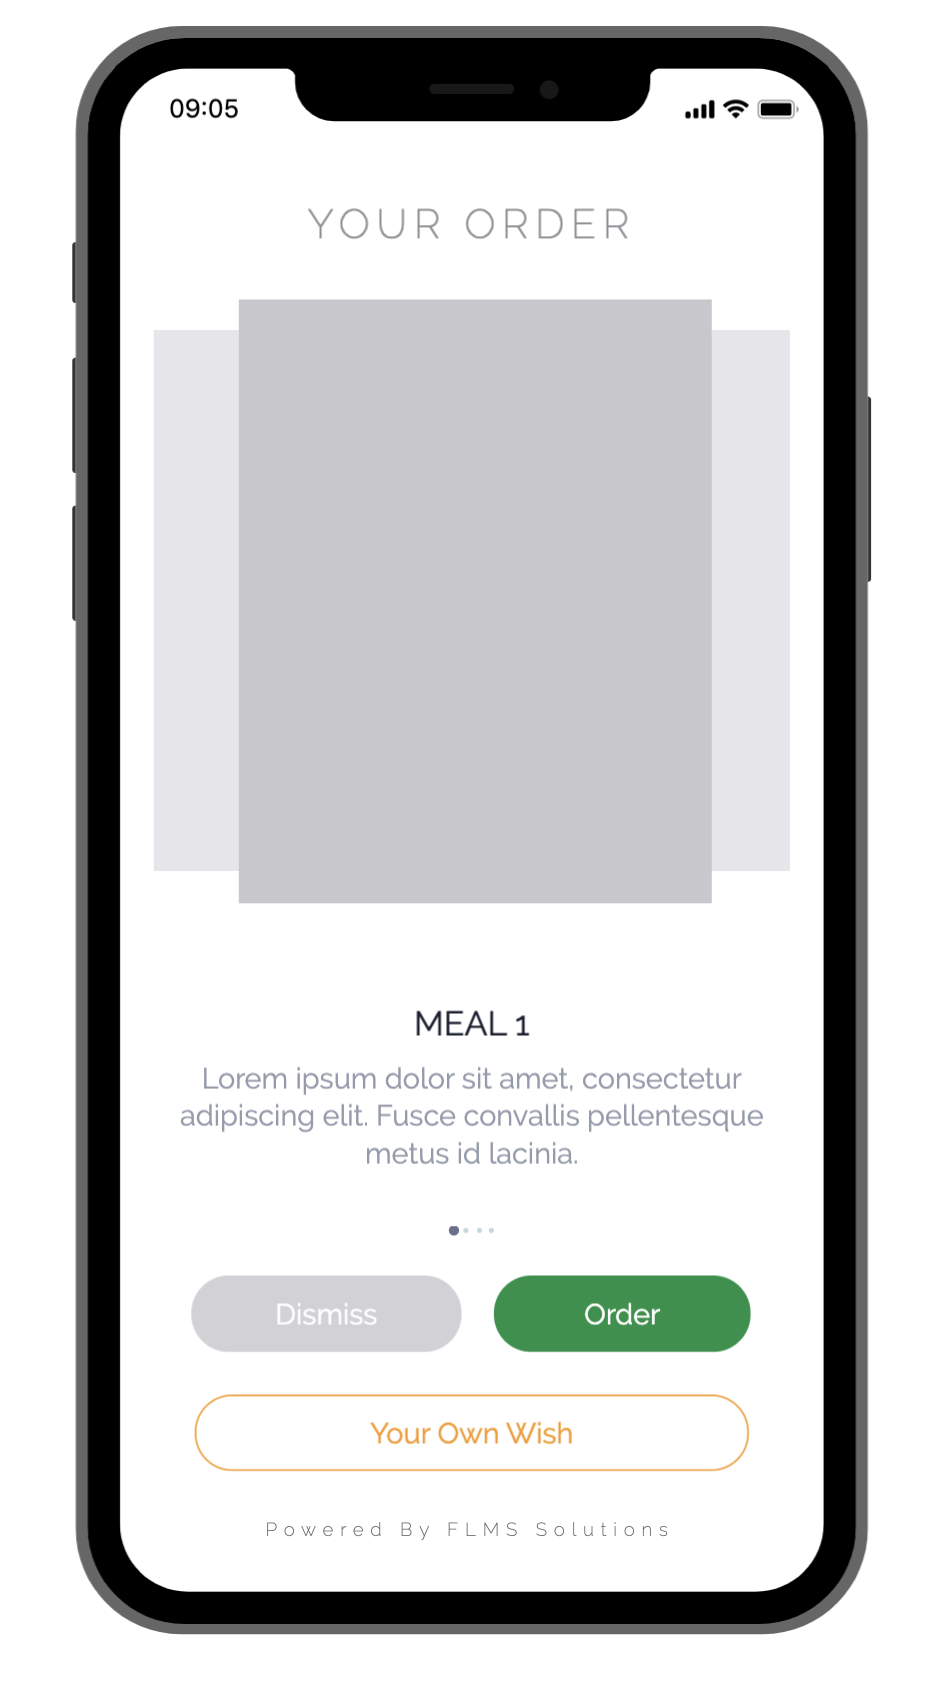 09:05
YOUR ORDER
MEAL 1
Lorem ipsum dolor sit amet, consectetur
adipiscing elit. Fusce convallis pellentesque
metus id lacinia.
Dismiss
Order
Your Own Wish
Powered By FLMS Solutions